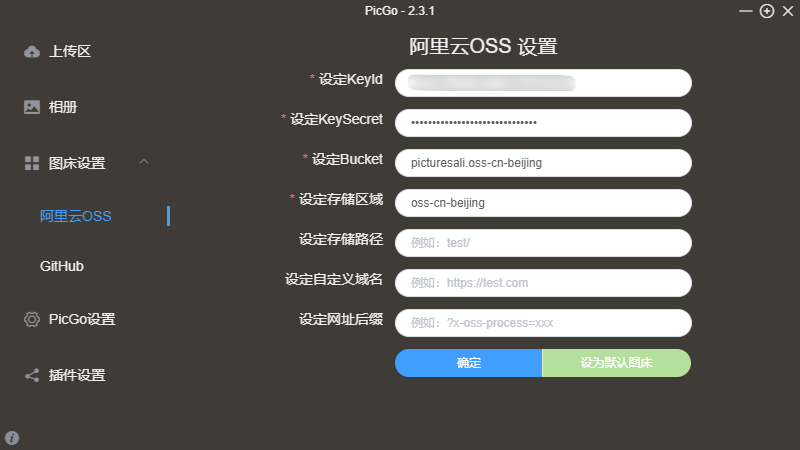 PicGo - 2.3.1
上传区
相册
图床设置
阿里云OSS
GitHub
PicGo设置
插件设置
阿里云OSS 设置
* 设定KeyId
* 设定KeySecret
••••••••••••••••••••••••••••••
* 设定Bucket
picturesali.oss-cn-beijing
* 设定存储区域
oss-cn-beijing
设定存储路径
例如：test/
设定自定义域名
例如：https://test.com
设定网址后缀
例如：?x-oss-process=xxx
确定
设为默认图床